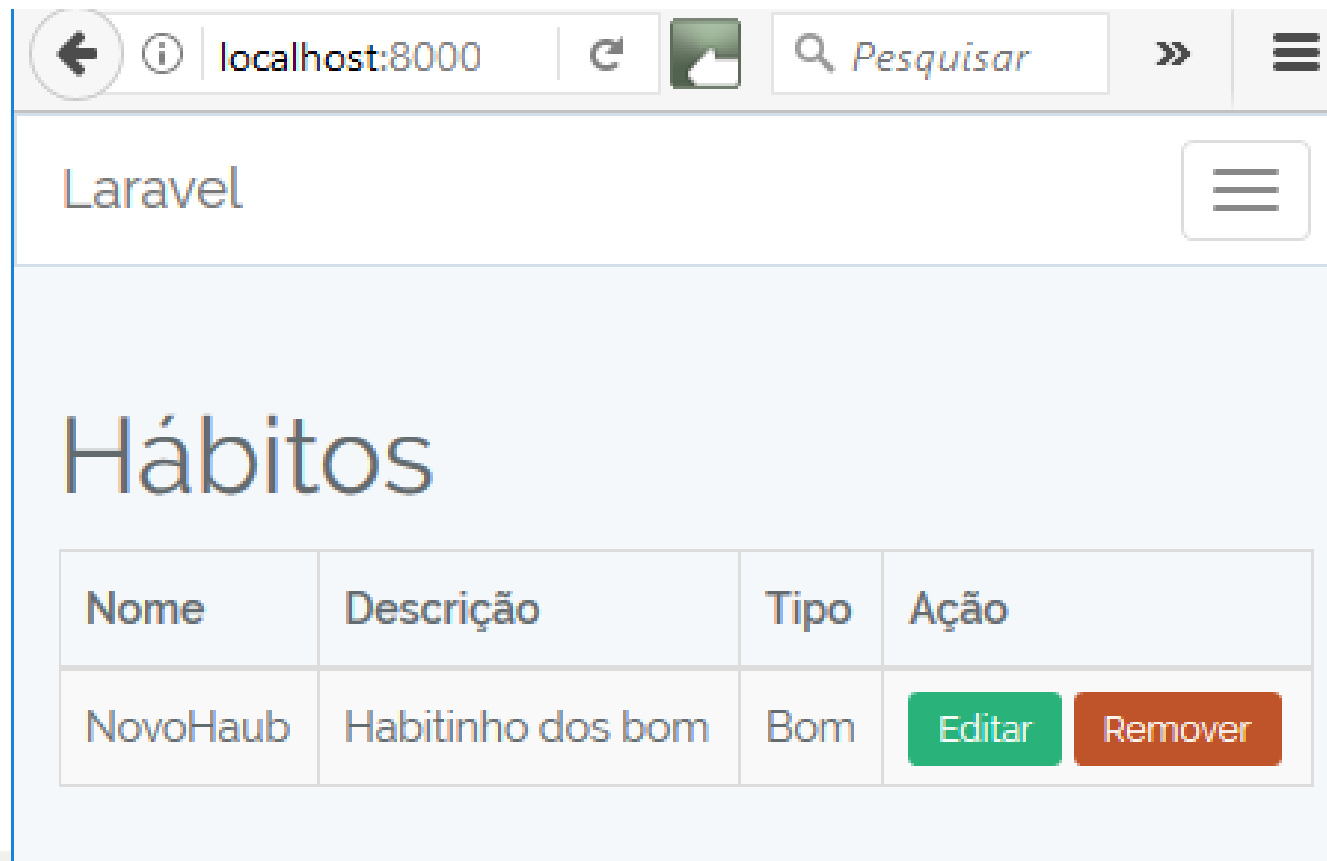 localhost:8000 Pesquisar
Laravel
Hábitos
Nome Descrição Tipo Ação
NovoHaub Habitinho dos bom Bom Editar Remover